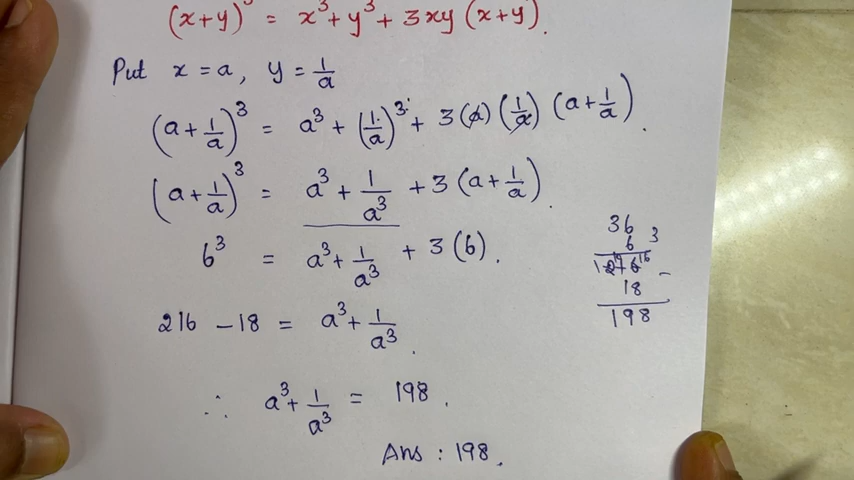 (x+y)³ = x³+y³+3xy(x+y).
Put x=a, y=1/a
(a+1/a)³ = a³+(1/a)³+3(a)(1/a)(a+1/a).
(a+1/a)³ = a³+1/a³+3(a+1/a).
6³ = a³+1/a³+3(6).
216 -18 = a³+1/a³.
∴ a³+1/a³ = 198.
Ans : 198.
36
6 3
18
198